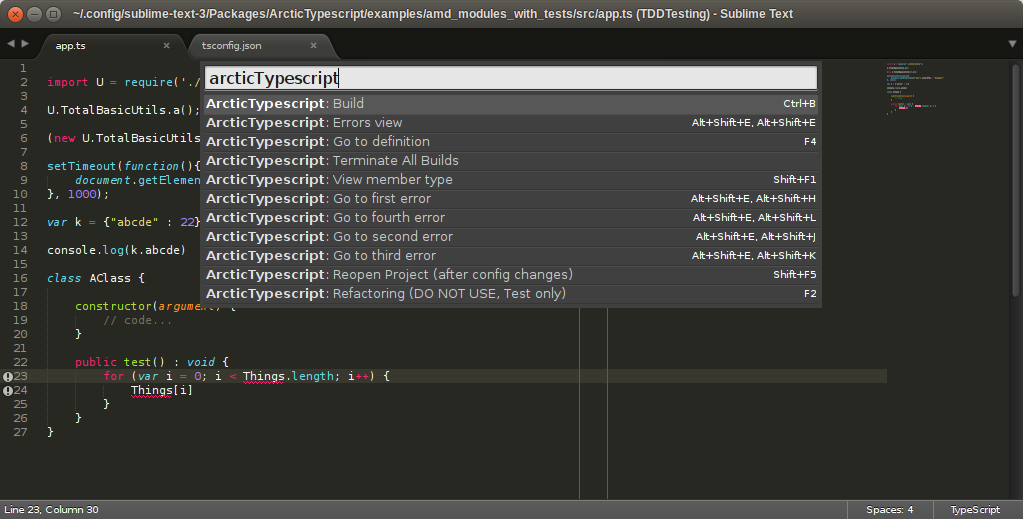 ~/.config/sublime-text-3/Packages/ArcticTypescript/examples/amd_modules_with_tests/src/app.ts (TDDTesting) - Sublime Text
app.ts × tsconfig.json ×
arcticTypescript
ArcticTypescript: Build Ctrl+B
ArcticTypescript: Errors view Alt+Shift+E, Alt+Shift+E
ArcticTypescript: Go to definition F4
ArcticTypescript: Terminate All Builds
ArcticTypescript: View member type Shift+F1
ArcticTypescript: Go to first error Alt+Shift+E, Alt+Shift+H
ArcticTypescript: Go to fourth error Alt+Shift+E, Alt+Shift+L
ArcticTypescript: Go to second error Alt+Shift+E, Alt+Shift+J
ArcticTypescript: Go to third error Alt+Shift+E, Alt+Shift+K
ArcticTypescript: Reopen Project (after config changes) Shift+F5
ArcticTypescript: Refactoring (DO NOT USE, Test only) F2
1
2 import U = require('./
3
4 U.TotalBasicUtils.a();
5
6 (new U.TotalBasicUtils
7
8 setTimeout(function(){
9 document.getElemen
10 }, 1000);
11
12 var k = {"abcde" : 22}
13
14 console.log(k.abcde)
15
16 class AClass {
17
18 constructor(argument) {
19 // code...
20 }
21
22 public test() : void {
23 for (var i = 0; i < Things.length; i++) {
24 Things[i]
25 }
26 }
27 }
Line 23, Column 30 Spaces: 4 TypeScript